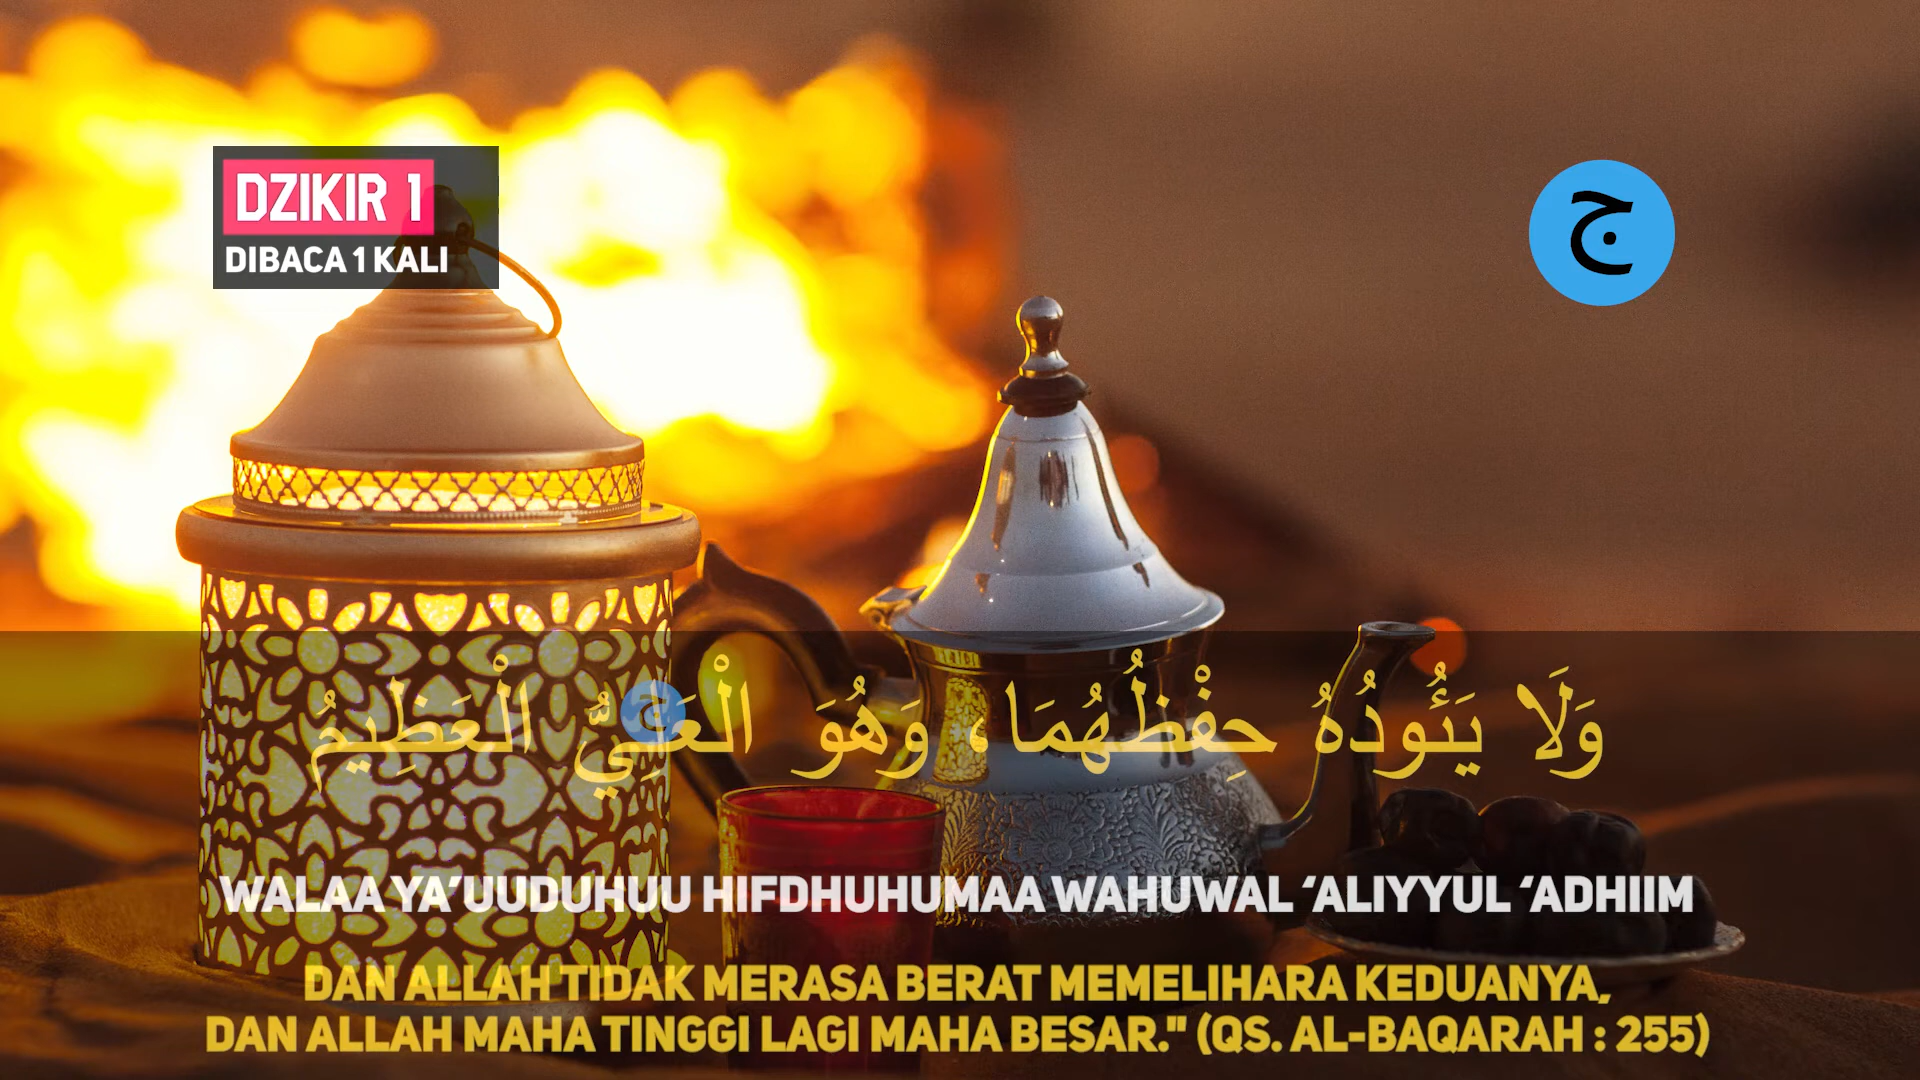 DZIKIR 1
DIBACA 1 KALI
ج
وَلَا يَئُودُهُ حِفْظُهُمَا، وَهُوَ الْعَلِيُّ الْعَظِيمُ
ج
WALAA YA’UUDUHUU HIFDHUHUMAA WAHUWAL ‘ALIYYUL ‘ADHIIM
DAN ALLAH TIDAK MERASA BERAT MEMELIHARA KEDUANYA,
DAN ALLAH MAHA TINGGI LAGI MAHA BESAR." (QS. AL-BAQARAH : 255)